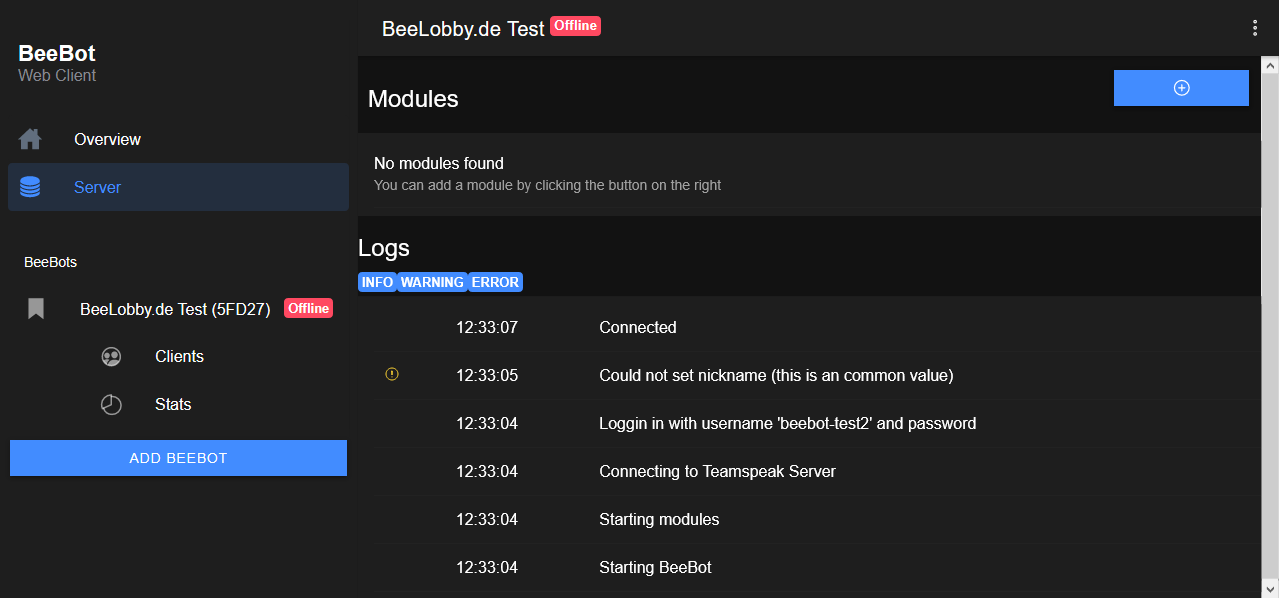 BeeBot
Web Client
Overview
Server
BeeBots
BeeLobby.de Test (5FD27) Offline
Clients
Stats
ADD BEEBOT
BeeLobby.de Test Offline
Modules
No modules found
You can add a module by clicking the button on the right
Logs
INFO WARNING ERROR
12:33:07 Connected
12:33:05 Could not set nickname (this is an common value)
12:33:04 Loggin in with username 'beebot-test2' and password
12:33:04 Connecting to Teamspeak Server
12:33:04 Starting modules
12:33:04 Starting BeeBot